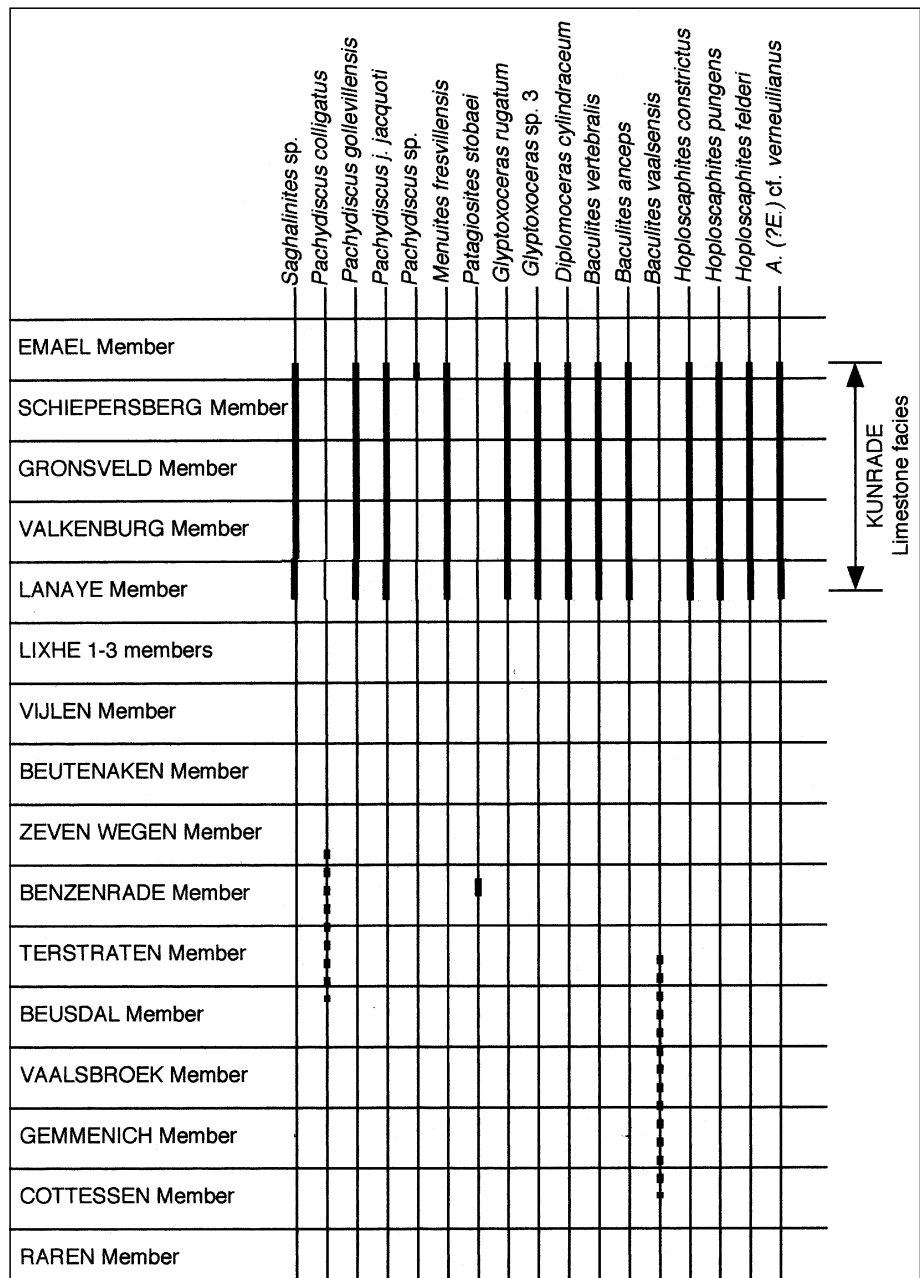 Saghalinites sp.
Pachydiscus colligatus
Pachydiscus gollevillensis
Pachydiscus j. jacquoti
Pachydiscus sp.
Menuites fresvillensis
Patagiosites stobaei
Glyptoxoceras rugatum
Glyptoxoceras sp. 3
Diplomoceras cylindraceum
Baculites vertebralis
Baculites anceps
Baculites vaalsensis
Hoploscaphites constrictus
Hoploscaphites pungens
Hoploscaphites felderi
A. (?E.) cf. verneuilianus
EMAEL Member
SCHIEPERSBERG Member
GRONSVELD Member
VALKENBURG Member
LANAYE Member
LIXHE 1-3 members
VIJLEN Member
BEUTENAKEN Member
ZEVEN WEGEN Member
BENZENRADE Member
TERSTRATEN Member
BEUSDAL Member
VAALSBROEK Member
GEMMENICH Member
COTTESSEN Member
RAREN Member
KUNRADE
Limestone facies